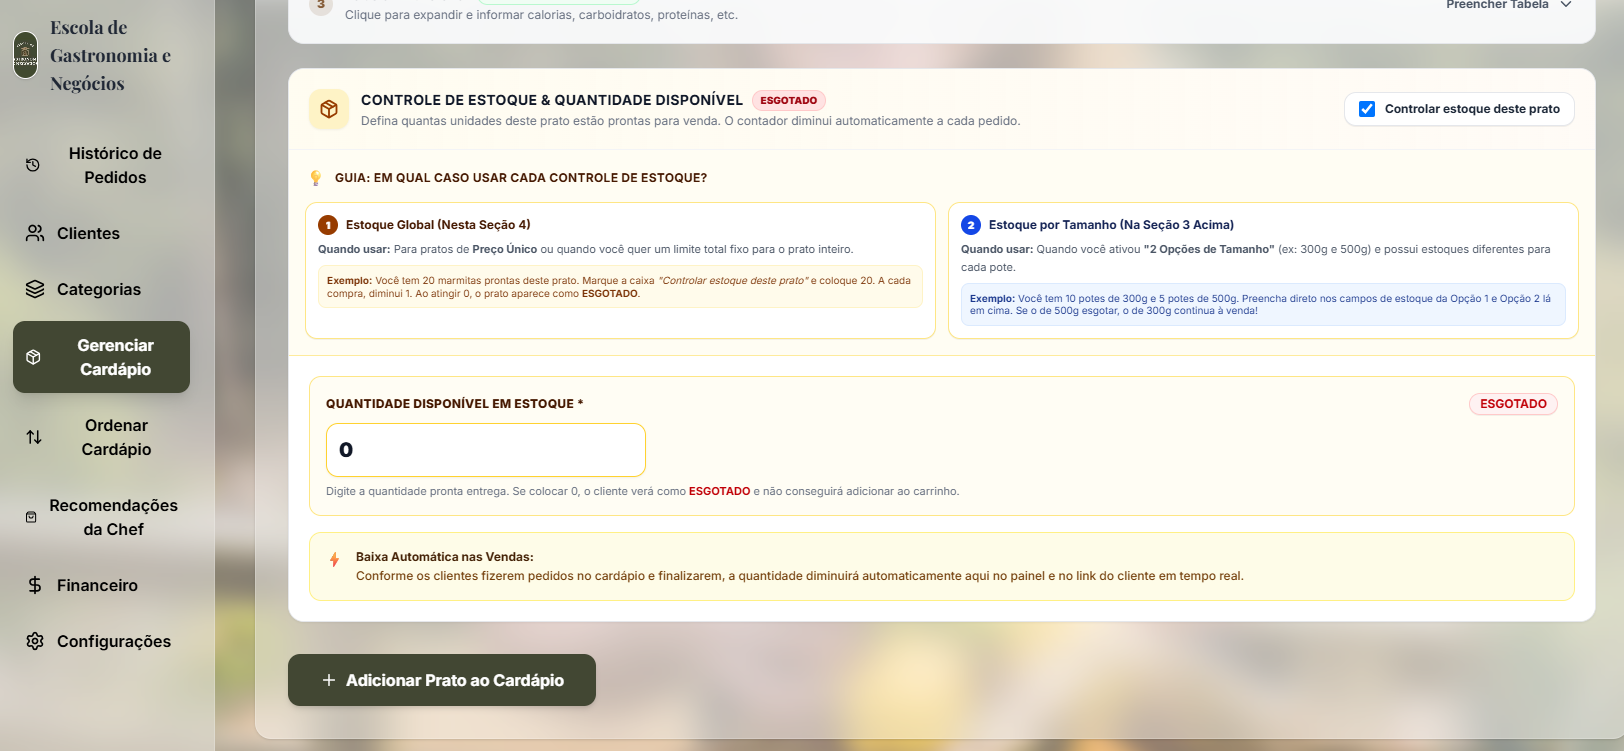 Escola de
Gastronomia e
Negócios
Histórico de
Pedidos
Clientes
Categorias
Gerenciar
Cardápio
Ordenar
Cardápio
Recomendações
da Chef
Financeiro
Configurações
3
Clique para expandir e informar calorias, carboidratos, proteínas, etc.
Preencher Tabela
CONTROLE DE ESTOQUE & QUANTIDADE DISPONÍVEL ESGOTADO
Defina quantas unidades deste prato estão prontas para venda. O contador diminui automaticamente a cada pedido.
Controlar estoque deste prato
GUIA: EM QUAL CASO USAR CADA CONTROLE DE ESTOQUE?
1 Estoque Global (Nesta Seção 4)
Quando usar: Para pratos de Preço Único ou quando você quer um limite total fixo para o prato inteiro.
Exemplo: Você tem 20 marmitas prontas deste prato. Marque a caixa "Controlar estoque deste prato" e coloque 20. A cada
compra, diminui 1. Ao atingir 0, o prato aparece como ESGOTADO.
2 Estoque por Tamanho (Na Seção 3 Acima)
Quando usar: Quando você ativou "2 Opções de Tamanho" (ex: 300g e 500g) e possui estoques diferentes para
cada pote.
Exemplo: Você tem 10 potes de 300g e 5 potes de 500g. Preencha direto nos campos de estoque da Opção 1 e Opção 2 lá
em cima. Se o de 500g esgotar, o de 300g continua à venda!
QUANTIDADE DISPONÍVEL EM ESTOQUE *
ESGOTADO
0
Digite a quantidade pronta entrega. Se colocar 0, o cliente verá como ESGOTADO e não conseguirá adicionar ao carrinho.
Baixa Automática nas Vendas:
Conforme os clientes fizerem pedidos no cardápio e finalizarem, a quantidade diminuirá automaticamente aqui no painel e no link do cliente em tempo real.
+ Adicionar Prato ao Cardápio